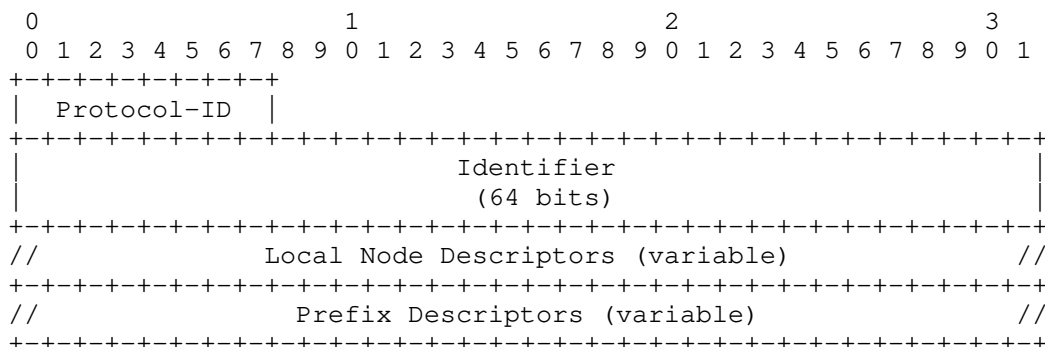 0                   1                   2                   3
 0 1 2 3 4 5 6 7 8 9 0 1 2 3 4 5 6 7 8 9 0 1 2 3 4 5 6 7 8 9 0 1
+-+-+-+-+-+-+-+-+
|  Protocol-ID  |
+-+-+-+-+-+-+-+-+-+-+-+-+-+-+-+-+-+-+-+-+-+-+-+-+-+-+-+-+-+-+-+-+
|                           Identifier                          |
|                            (64 bits)                          |
+-+-+-+-+-+-+-+-+-+-+-+-+-+-+-+-+-+-+-+-+-+-+-+-+-+-+-+-+-+-+-+-+
//              Local Node Descriptors (variable)              //
+-+-+-+-+-+-+-+-+-+-+-+-+-+-+-+-+-+-+-+-+-+-+-+-+-+-+-+-+-+-+-+-+
//                Prefix Descriptors (variable)                //
+-+-+-+-+-+-+-+-+-+-+-+-+-+-+-+-+-+-+-+-+-+-+-+-+-+-+-+-+-+-+-+-+